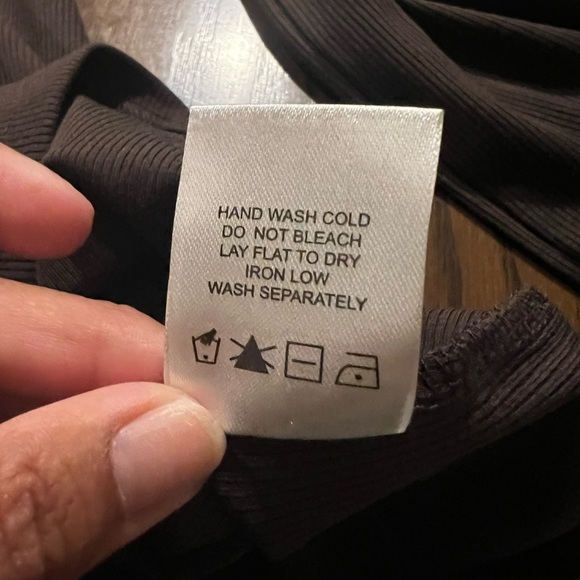 HAND WASH COLD
DO NOT BLEACH
LAY FLAT TO DRY
IRON LOW
WASH SEPARATELY